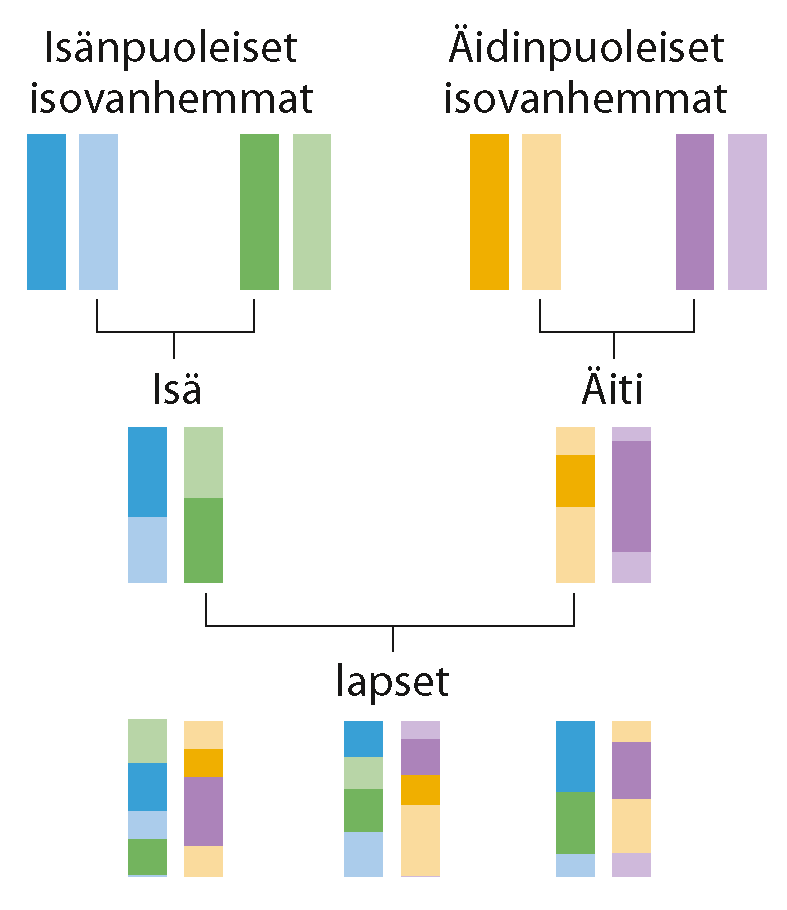 Isänpuoleiset
isovanhemmat
Äidinpuoleiset
isovanhemmat
Isä
Äiti
lapset